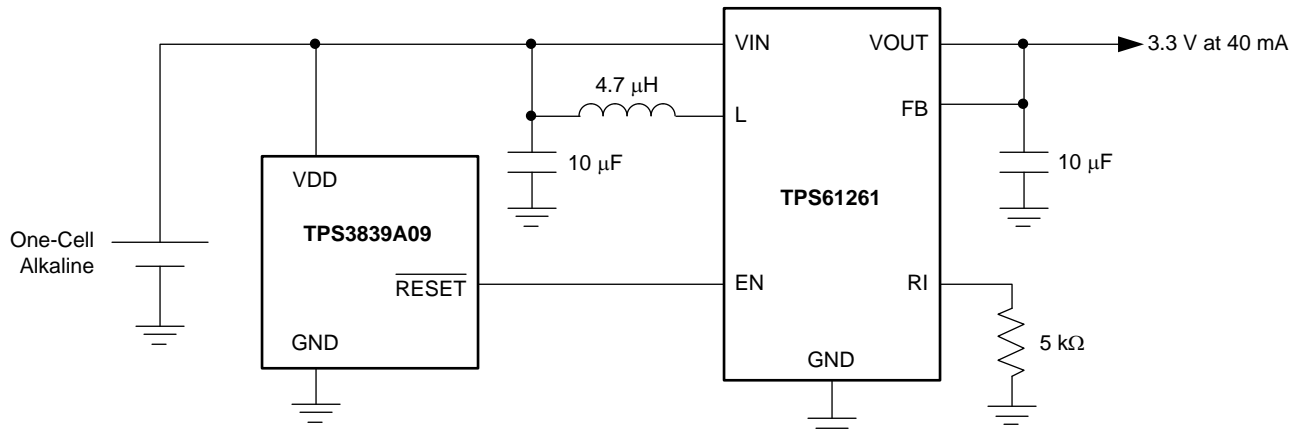 VIN
VOUT
3.3 V at 40 mA
4.7 μH
L
FB
10 μF
10 μF
VDD
TPS61261
TPS3839A09
One-Cell
Alkaline
RESET
EN
RI
GND
GND
5 kΩ